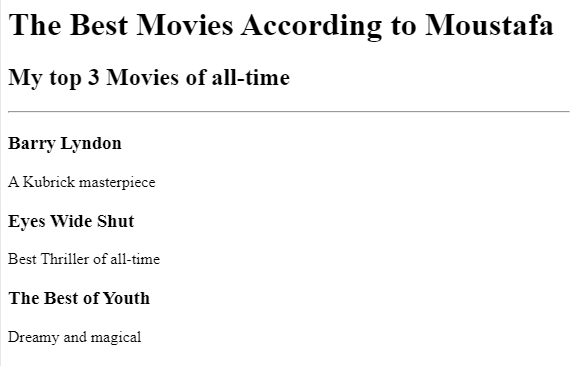 The Best Movies According to Moustafa
My top 3 Movies of all-time
Barry Lyndon
A Kubrick masterpiece
Eyes Wide Shut
Best Thriller of all-time
The Best of Youth
Dreamy and magical